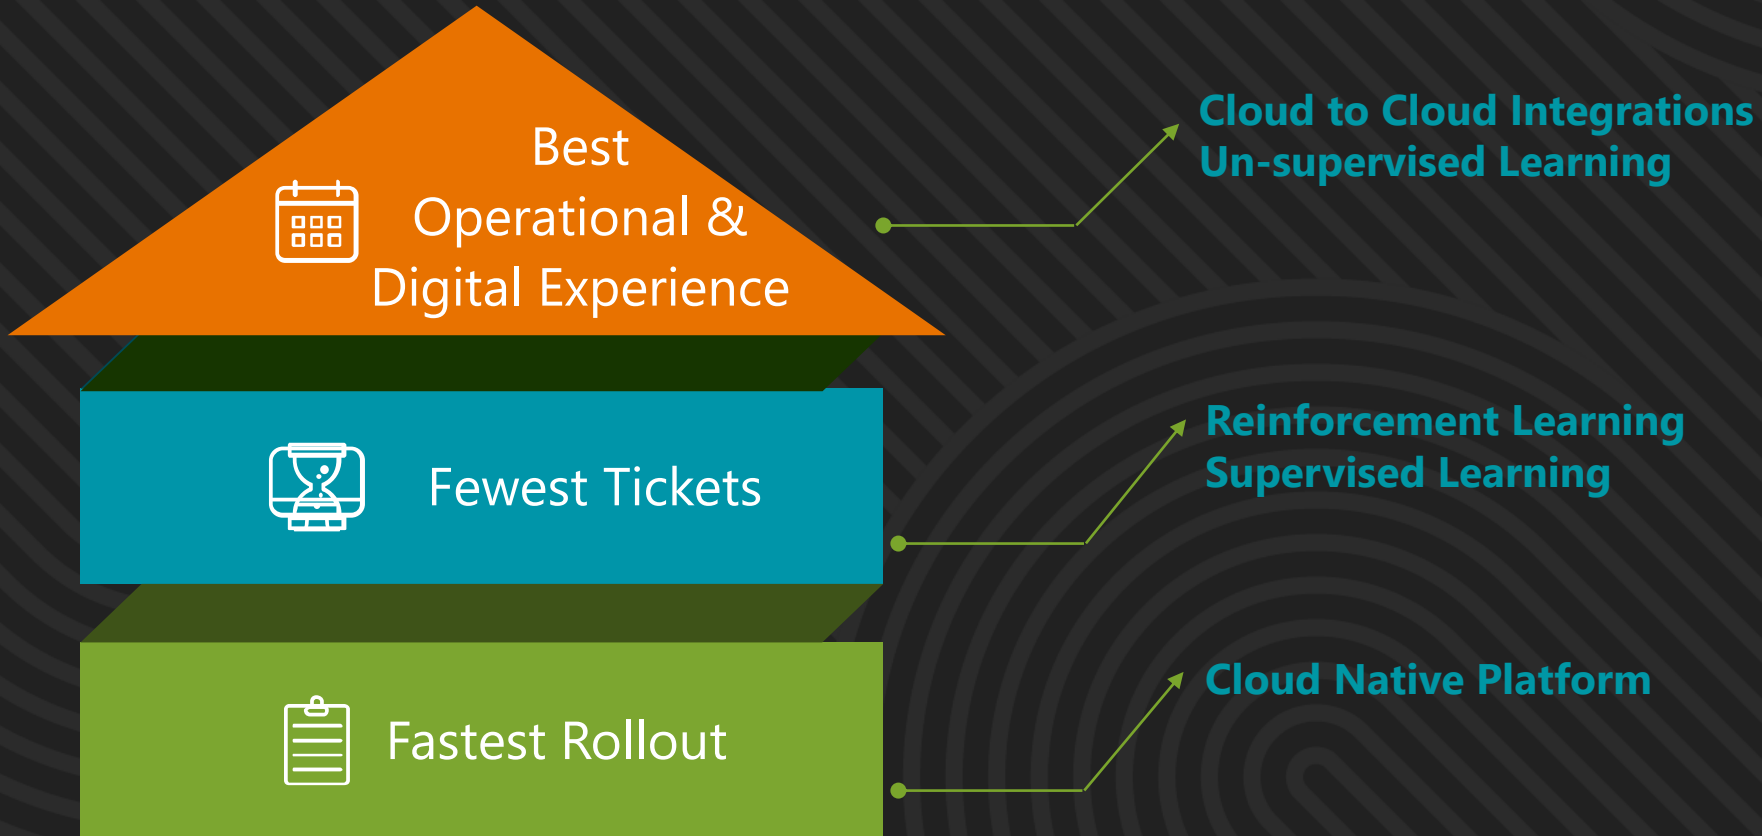 Best
Operational &
Digital Experience
Cloud to Cloud Integrations
Un-supervised Learning
Fewest Tickets
Reinforcement Learning
Supervised Learning
Fastest Rollout
Cloud Native Platform